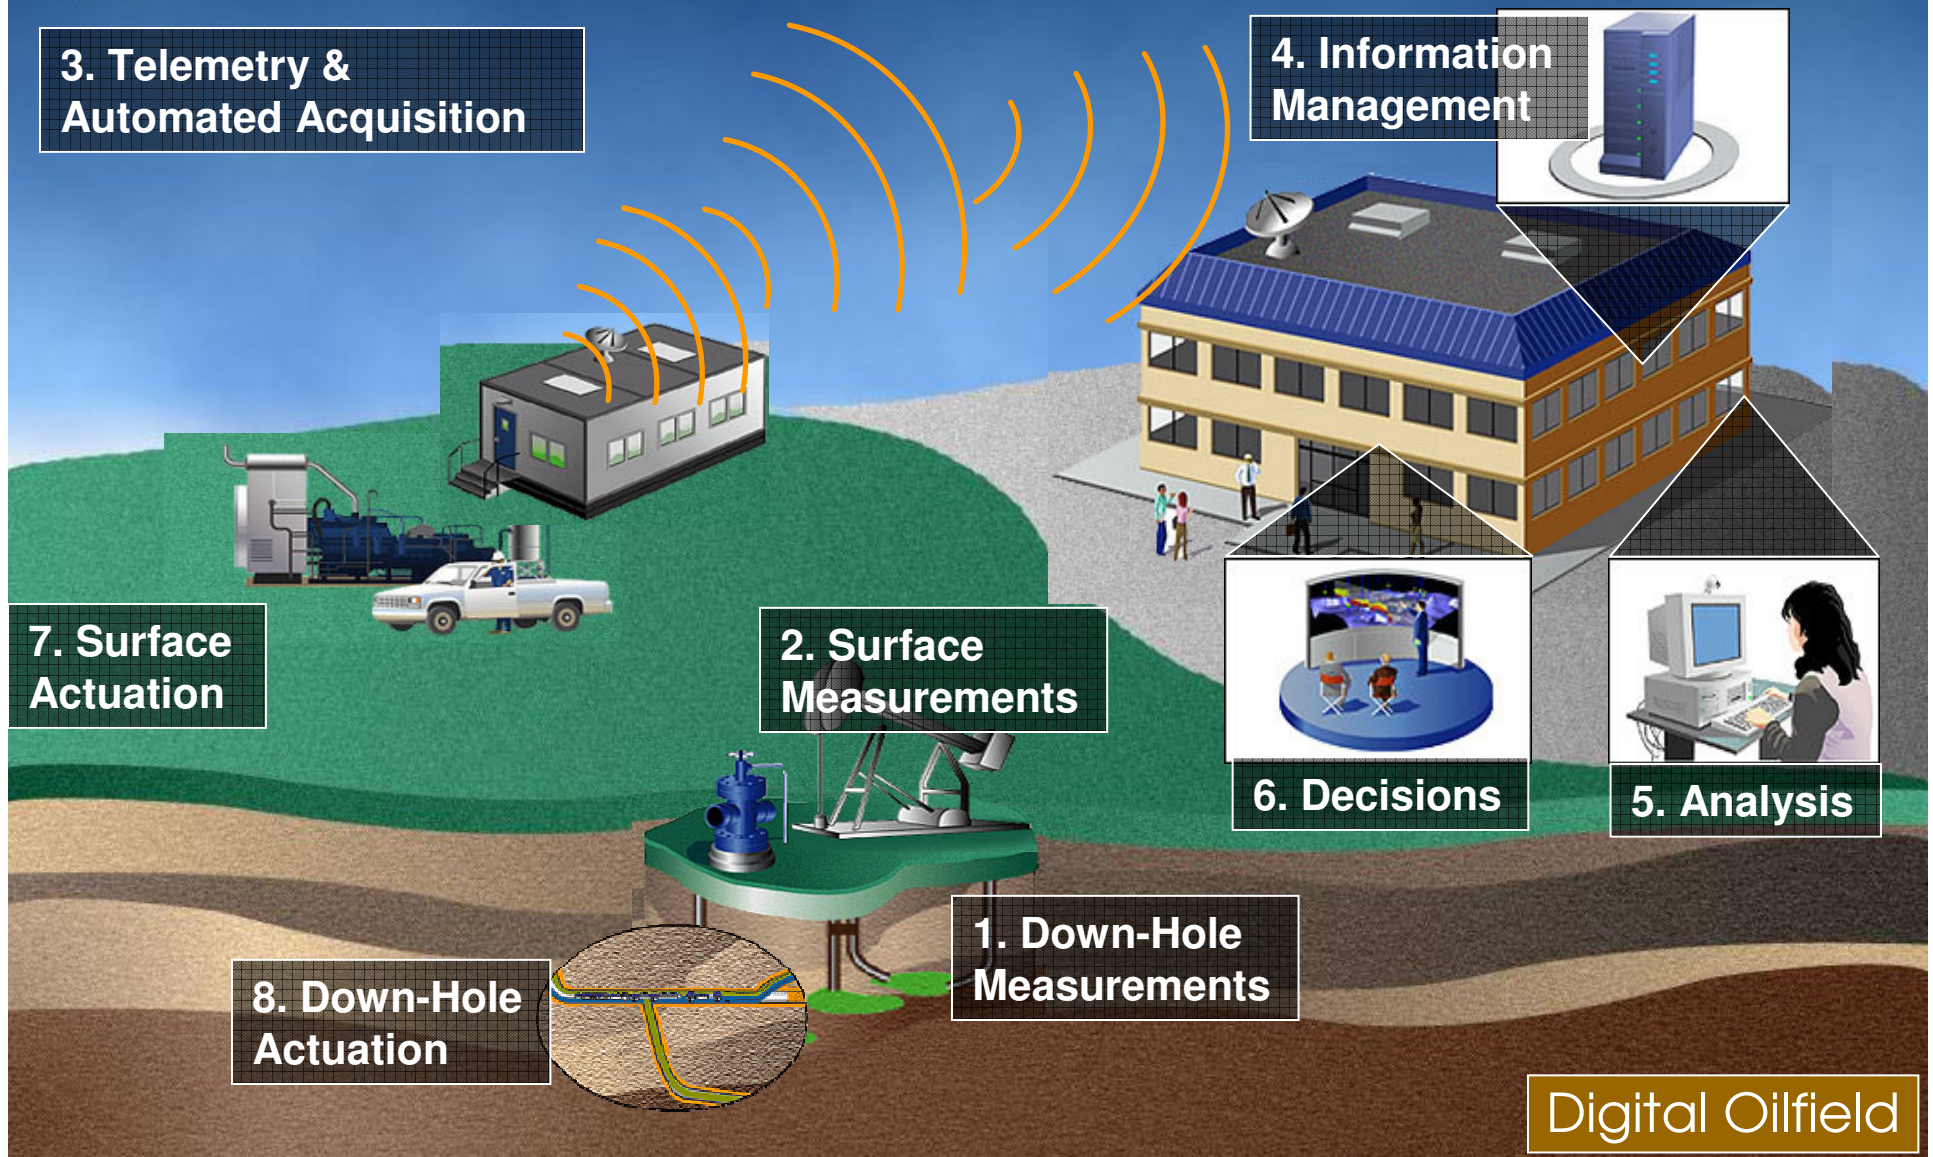 3. Telemetry &
Automated Acquisition
4. Information
Management
7. Surface
Actuation
2. Surface
Measurements
6. Decisions
5. Analysis
1. Down-Hole
Measurements
8. Down-Hole
Actuation
Digital Oilfield